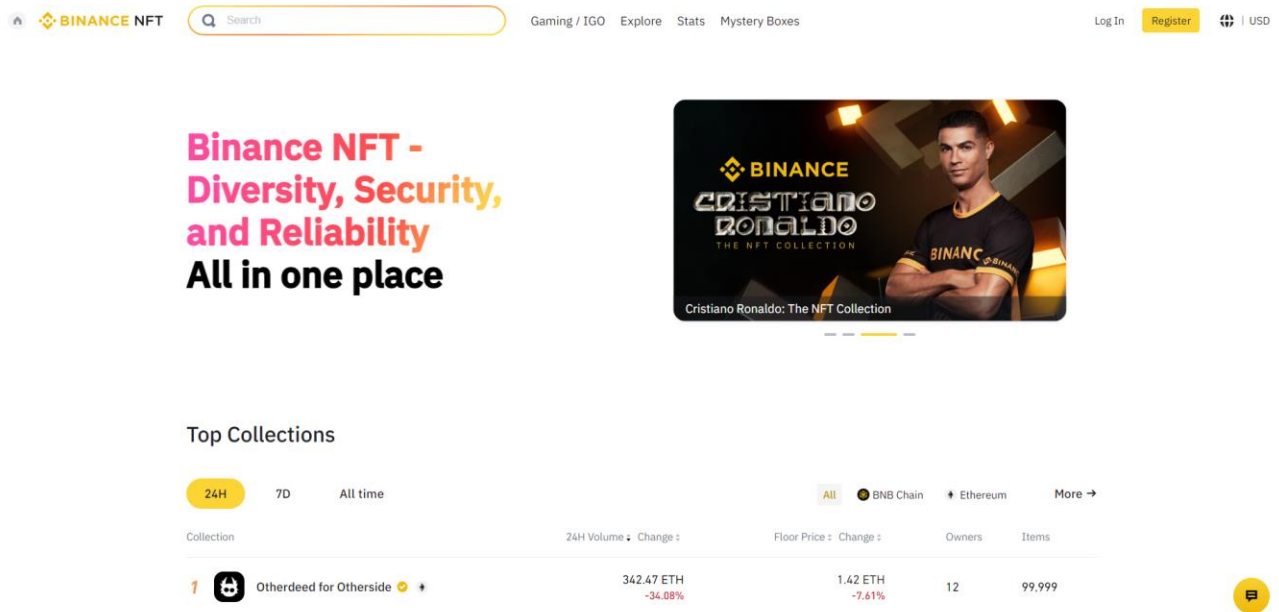 BINANCE NFT
Search
Gaming / IGO Explore Stats Mystery Boxes
Log In Register | USD
Binance NFT -
Diversity, Security,
and Reliability
All in one place
BINANCE
CRISTIANO
RONALDO
THE NFT COLLECTION
BINANC
BINAN
Cristiano Ronaldo: The NFT Collection
Top Collections
24H 7D All time
All BNB Chain Ethereum More →
Collection 24H Volume Change Floor Price Change Owners Items
1 Otherdeed for Otherside 342.47 ETH 1.42 ETH 12 99,999
-34.08% -7.61%